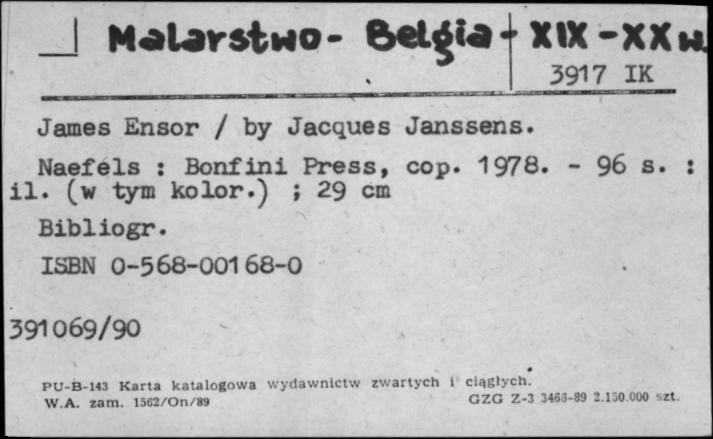 Malarstwo - Belgia - XIX - XX w.
3917 IK
James Ensor / by Jacques Janssens.
Naefels : Bonfini Press, cop. 1978. - 96 s. :
il. (w tym kolor.) ; 29 cm
Bibliogr.
ISBN 0-568-00168-0
391069/90
PU-B-143 Karta katalogowa wydawnictw zwartych i ciągłych.
W.A. zam. 1562/On/89 GZG Z-3 3468-89 2.150.000 szt.